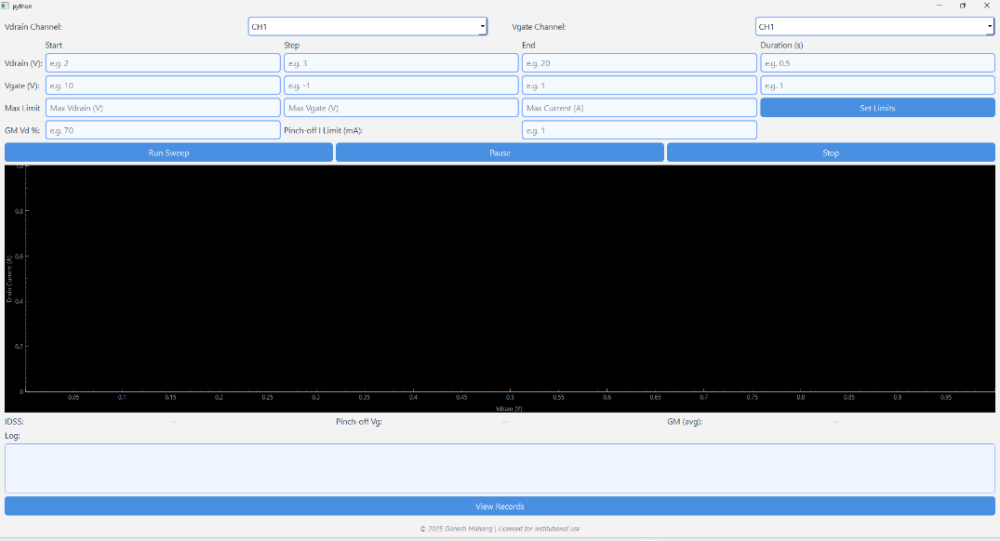 python
Vdrain Channel: CH1 Vgate Channel: CH1
Start Step End Duration (s)
Vdrain (V): e.g. 2 e.g. 3 e.g. 20 e.g. 0.5
Vgate (V): e.g. 10 e.g. -1 e.g. 1 e.g. 1
Max Limit Max Vdrain (V) Max Vgate (V) Max Current (A) Set Limits
GM Vd %: e.g. 70 Pinch-off I Limit (mA): e.g. 1
Run Sweep Pause Stop
1.0
0.8
0.6
Drain Current (A)
0.4
0.2
0
0.05 0.1 0.15 0.2 0.25 0.3 0.35 0.4 0.45 0.5 0.55 0.6 0.65 0.7 0.75 0.8 0.85 0.9 0.95
Vdrain (V)
IDSS: -- Pinch-off Vg: -- GM (avg): --
Log:
View Records
© 2025 Ganesh Maharaj | Licensed for institutional use